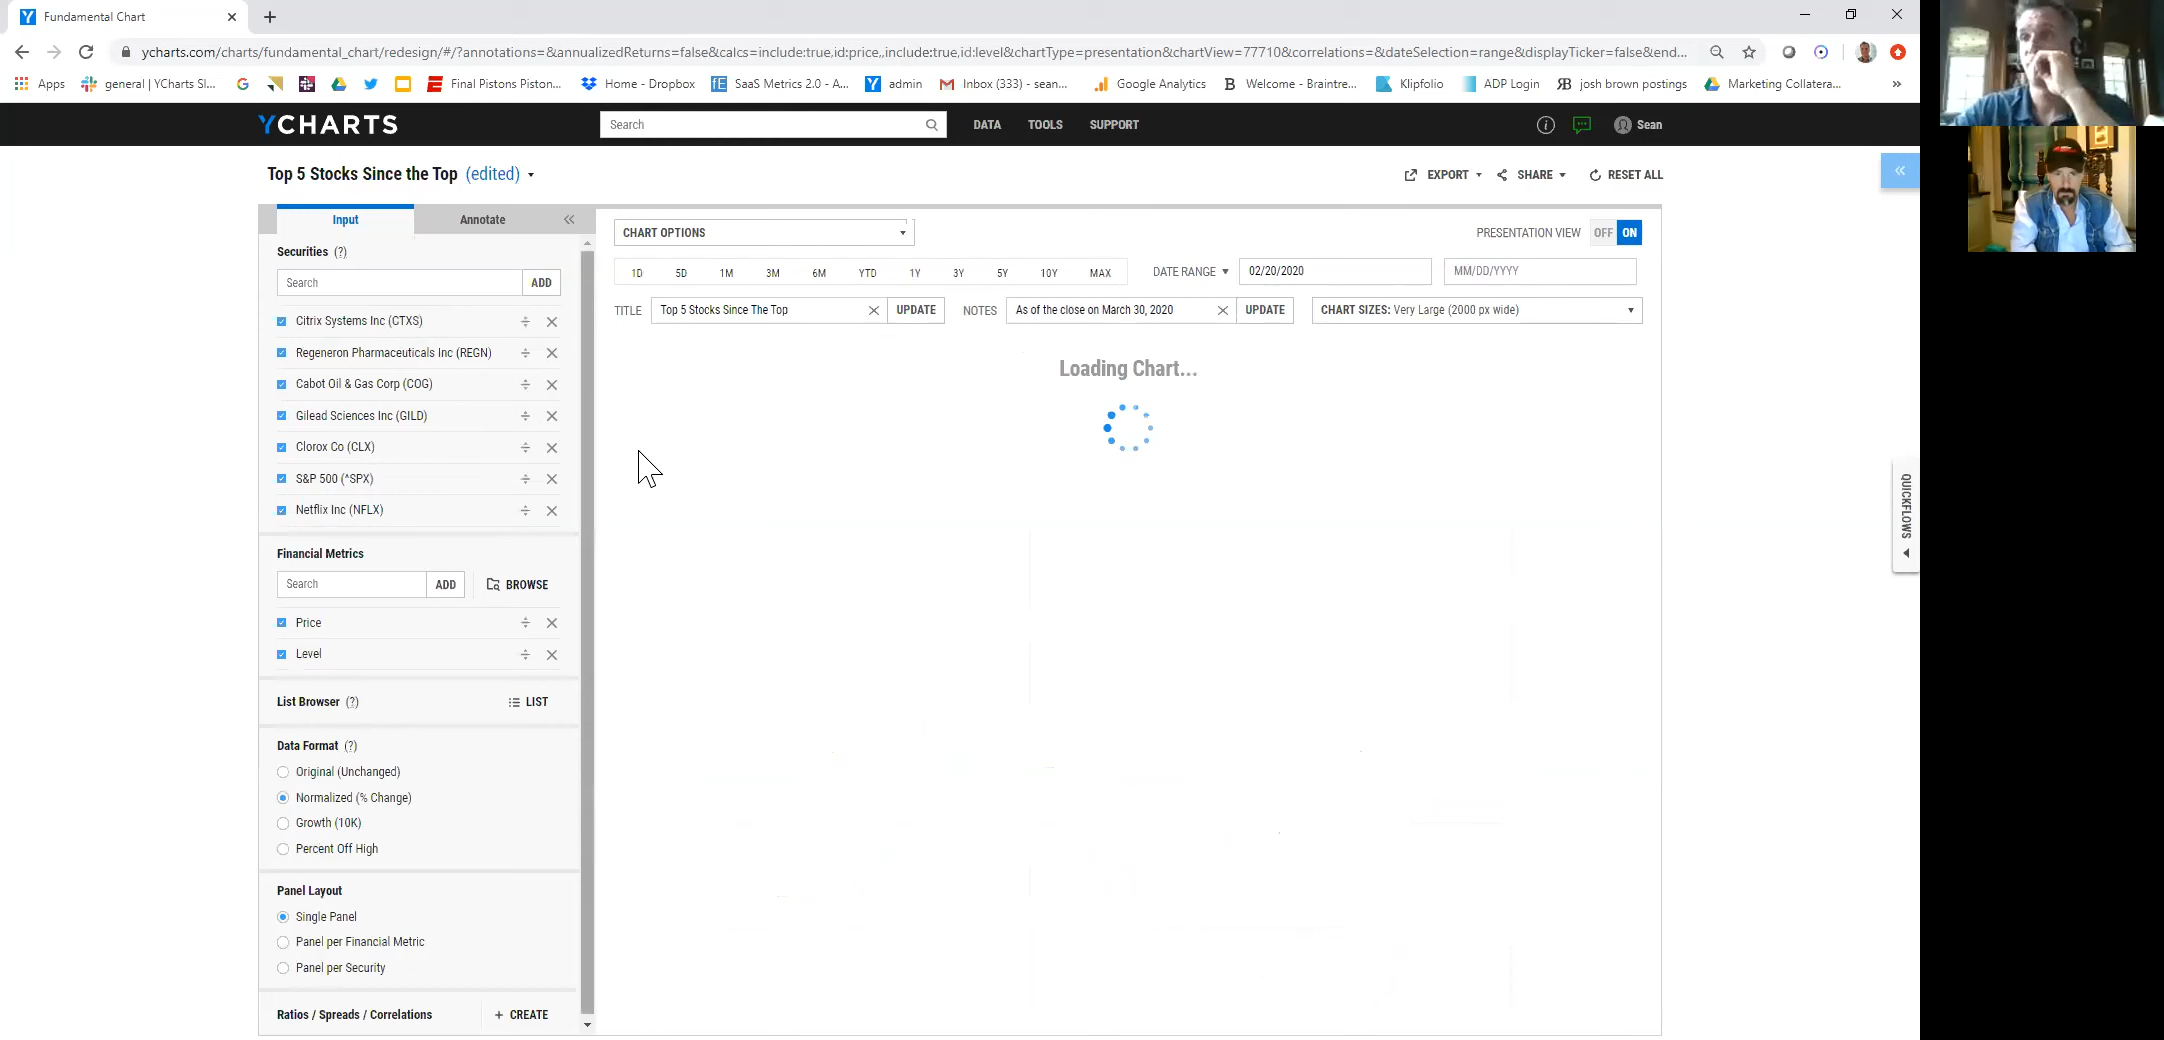 Fundamental Chart
ycharts.com/charts/fundamental_chart/redesign/#/?annotations=&annualizedReturns=false&calcs=include:true,id:price,,include:true,id:level&chartType=presentation&chartView=77710&correlations=&dateSelection=range&displayTicker=false&end...
Apps general | YCharts Sl... Final Pistons Piston... Home - Dropbox SaaS Metrics 2.0 - A... admin Inbox (333) - sean... Google Analytics Welcome - Braintre... Klipfolio ADP Login josh brown postings Marketing Collatera... »
YCHARTS Search DATA TOOLS SUPPORT Sean
Top 5 Stocks Since the Top (edited) EXPORT SHARE RESET ALL
Input Annotate
CHART OPTIONS PRESENTATION VIEW OFF ON
Securities (?)
Search ADD 1D 5D 1M 3M 6M YTD 1Y 3Y 5Y 10Y MAX DATE RANGE 02/20/2020 MM/DD/YYYY
TITLE Top 5 Stocks Since The Top UPDATE NOTES As of the close on March 30, 2020 UPDATE CHART SIZES: Very Large (2000 px wide)
Citrix Systems Inc (CTXS)
Regeneron Pharmaceuticals Inc (REGN)
Loading Chart...
Cabot Oil & Gas Corp (COG)
Gilead Sciences Inc (GILD)
Clorox Co (CLX)
S&P 500 (^SPX)
Netflix Inc (NFLX)
QUICKFLOWS
Financial Metrics
Search ADD BROWSE
Price
Level
List Browser (?) LIST
Data Format (?)
Original (Unchanged)
Normalized (% Change)
Growth (10K)
Percent Off High
Panel Layout
Single Panel
Panel per Financial Metric
Panel per Security
Ratios / Spreads / Correlations + CREATE